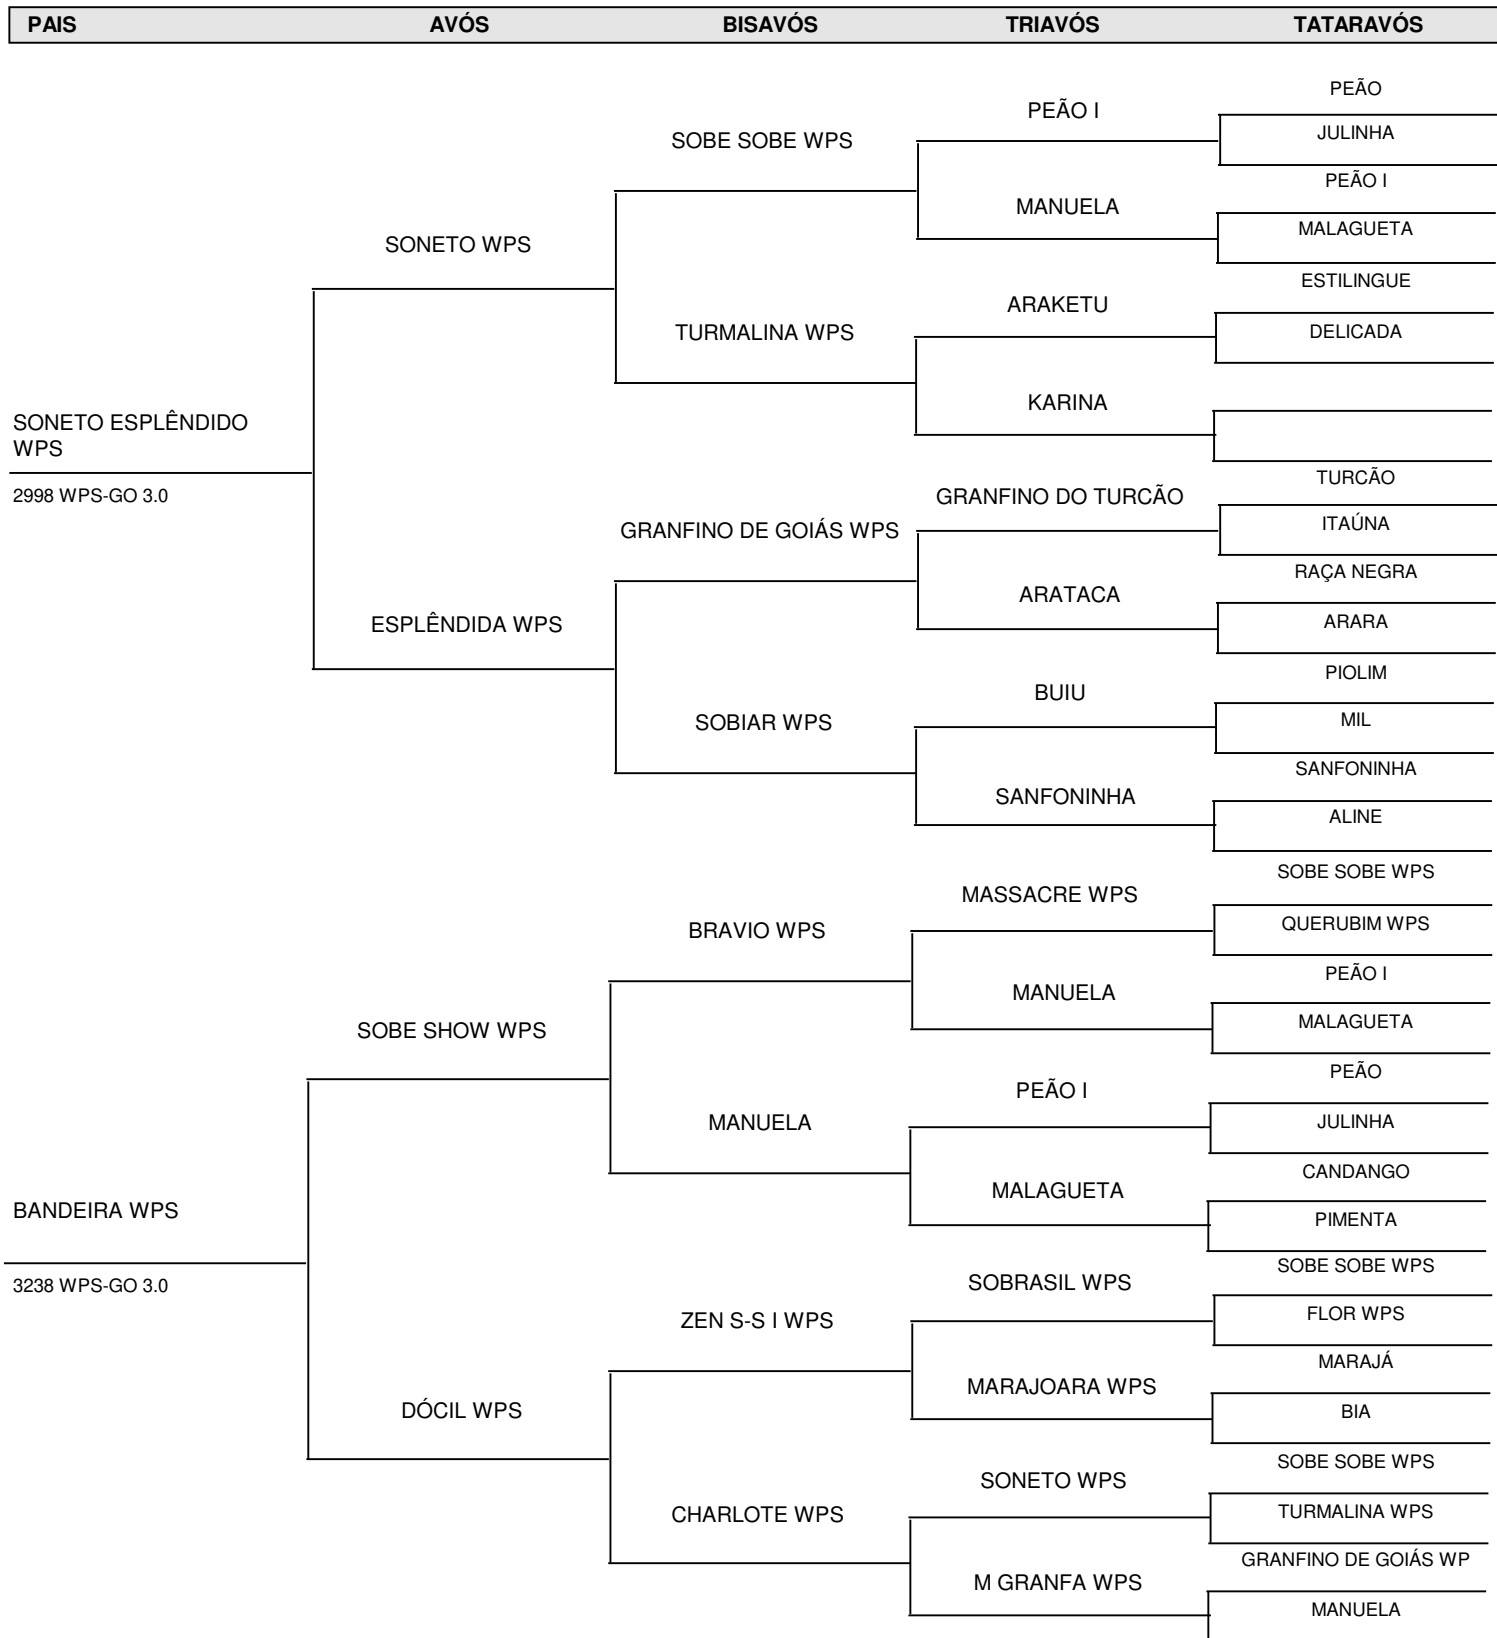 PAIS AVÓS BISAVÓS TRIAVÓS TATARAVÓS
PEÃO
PEÃO I
JULINHA
SOBE SOBE WPS
PEÃO I
MANUELA
MALAGUETA
SONETO WPS
ESTILINGUE
ARAKETU
TURMALINA WPS
DELICADA
KARINA
SONETO ESPLÊNDIDO
WPS
2998 WPS-GO 3.0
TURCÃO
GRANFINO DO TURCÃO
ITAÚNA
GRANFINO DE GOIÁS WPS
RAÇA NEGRA
ARATACA
ARARA
ESPLÊNDIDA WPS
PIOLIM
BUIU
MIL
SOBIAR WPS
SANFONINHA
SANFONINHA
ALINE
SOBE SOBE WPS
MASSACRE WPS
QUERUBIM WPS
BRAVIO WPS
PEÃO I
MANUELA
MALAGUETA
SOBE SHOW WPS
PEÃO
PEÃO I
JULINHA
MANUELA
CANDANGO
MALAGUETA
PIMENTA
BANDEIRA WPS
3238 WPS-GO 3.0
SOBE SOBE WPS
SOBRASIL WPS
FLOR WPS
ZEN S-S I WPS
MARAJÁ
MARAJOARA WPS
BIA
DÓCIL WPS
SOBE SOBE WPS
SONETO WPS
TURMALINA WPS
CHARLOTE WPS
GRANFINO DE GOIÁS WP
M GRANFA WPS
MANUELA